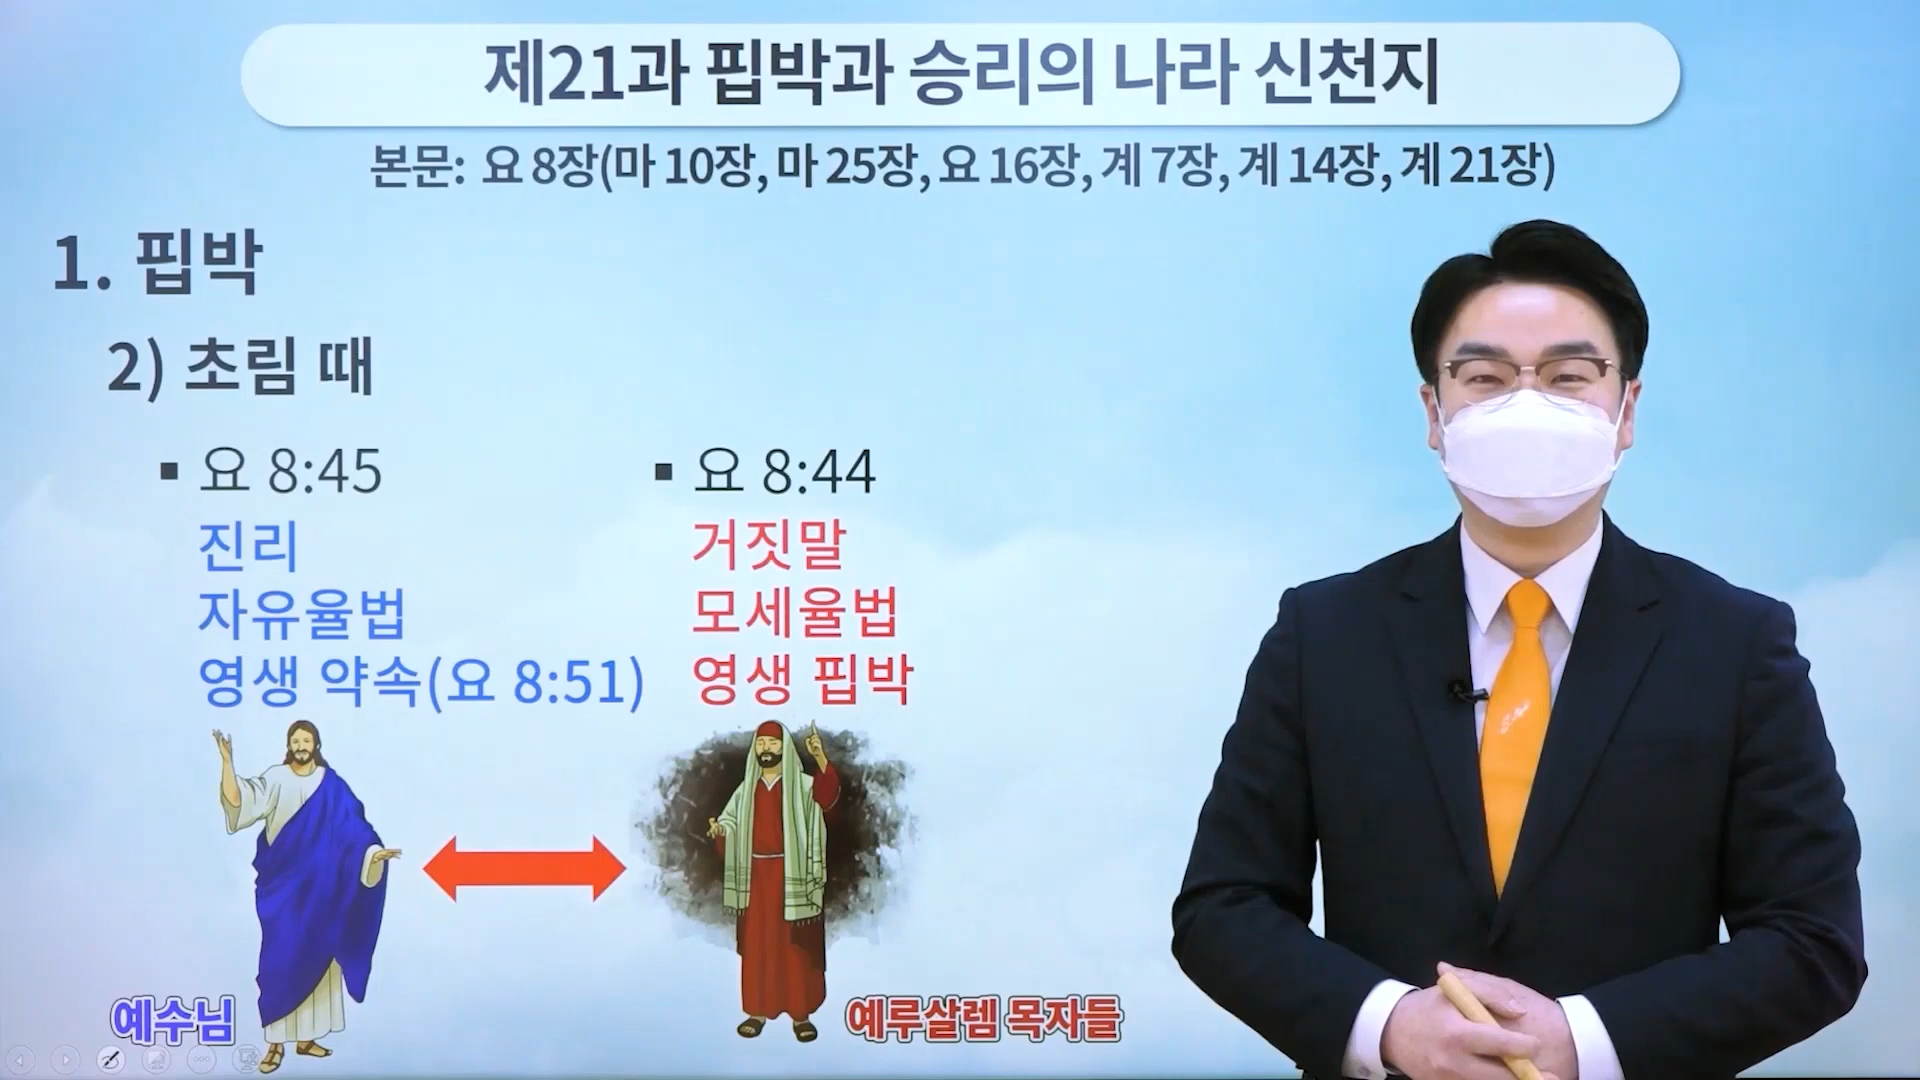 제21과 핍박과 승리의 나라 신천지
본문: 요 8장(마 10장, 마 25장, 요 16장, 계 7장, 계 14장, 계 21장)
1. 핍박
2) 초림 때
▪ 요 8:45
진리
자유율법
영생 약속(요 8:51)
▪ 요 8:44
거짓말
모세율법
영생 핍박
예수님
예루살렘 목자들